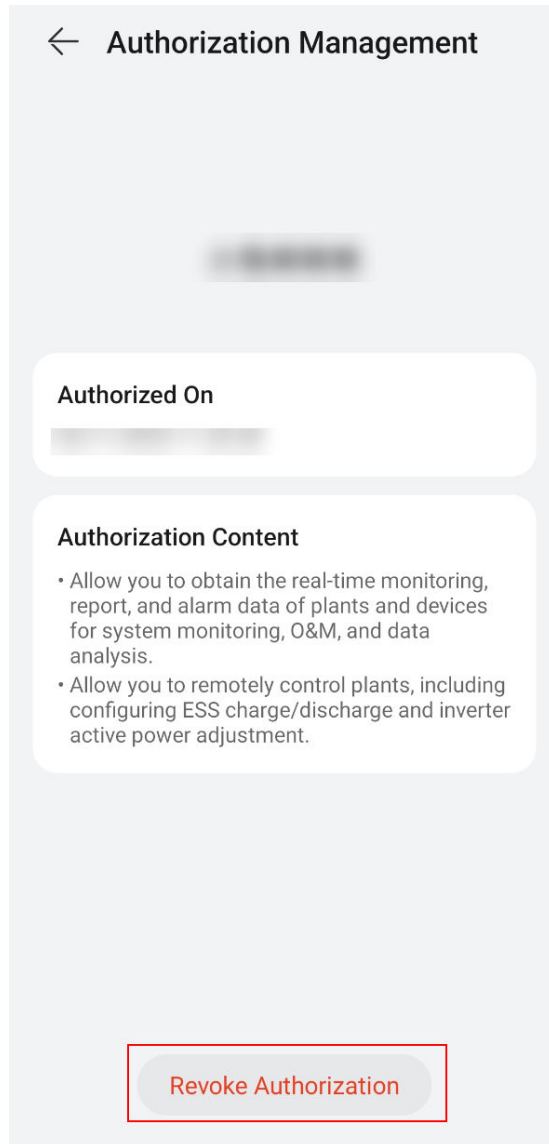 Authorization Management
Authorized On
Authorization Content
• Allow you to obtain the real-time monitoring,
report, and alarm data of plants and devices
for system monitoring, O&M, and data
analysis.
• Allow you to remotely control plants, including
configuring ESS charge/discharge and inverter
active power adjustment.
Revoke Authorization